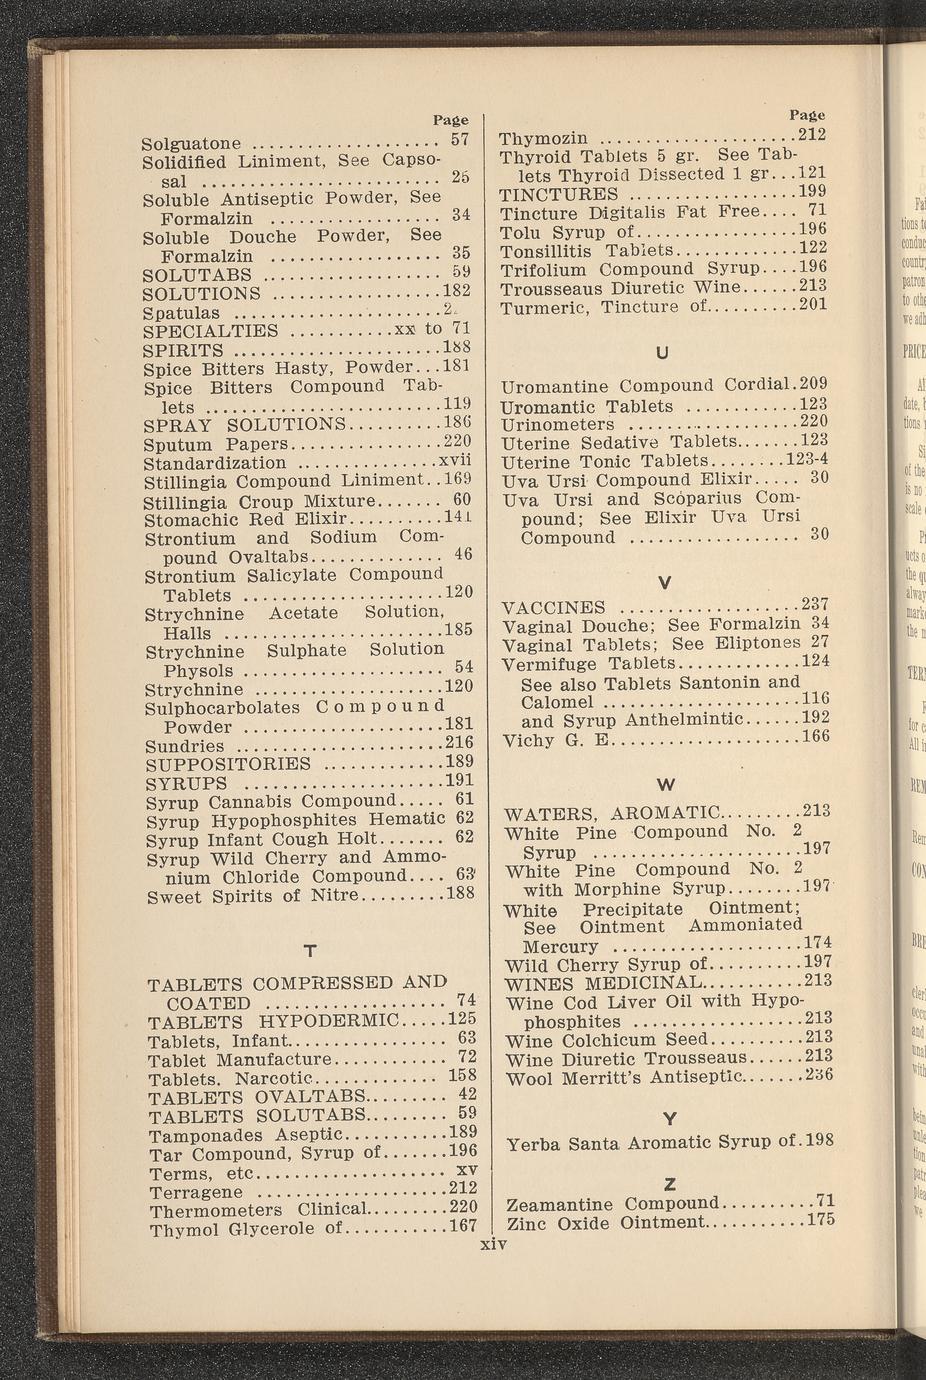 Page
Solguatone ................... 57
Solidified Liniment, See Capso-
sal ........................ 25
Soluble Antiseptic Powder, See
Formalzin ................. 34
Soluble Douche Powder, See
Formalzin ................. 35
SOLUTABS .................. 59
SOLUTIONS .................182
Spatulas .....................
SPECIALTIES ..........xx to 71
SPIRITS .....................188
Spice Bitters Hasty, Powder...181
Spice Bitters Compound Tab-
lets ........................119
SPRAY SOLUTIONS..........186
Sputum Papers...............220
Standardization ..............xvii
Stillingia Compound Liniment..169
Stillingia Croup Mixture....... 60
Stomachic Red Elixir..........141
Strontium and Sodium Com-
pound Ovaltabs............. 46
Strontium Salicylate Compound
Tablets ....................120
Strychnine Acetate Solution,
Halls ......................185
Strychnine Sulphate Solution
Physols .................... 54
Strychnine ...................120
Sulphocarbolates Compound
Powder ....................181
Sundries .....................216
SUPPOSITORIES ............189
SYRUPS ....................191
Syrup Cannabis Compound..... 61
Syrup Hypophosphites Hematic 62
Syrup Infant Cough Holt....... 62
Syrup Wild Cherry and Ammo-
nium Chloride Compound.... 63
Sweet Spirits of Nitre.........188
T
TABLETS COMPRESSED AND
COATED .................. 74
TABLETS HYPODERMIC.....125
Tablets, Infant................ 63
Tablet Manufacture........... 72
Tablets. Narcotic............ 158
TABLETS OVALTABS......... 42
TABLETS SOLUTABS......... 59
Tamponades Aseptic...........189
Tar Compound, Syrup of.......196
Terms, etc................... xv
Terragene ...................212
Thermometers Clinical.........220
Thymol Glycerole of...........167
Page
Thymozin ....................212
Thyroid Tablets 5 gr. See Tab-
lets Thyroid Dissected 1 gr...121
TINCTURES .................199
Tincture Digitalis Fat Free.... 71
Tolu Syrup of................196
Tonsillitis Tablets............122
Trifolium Compound Syrup....196
Trousseaus Diuretic Wine......213
Turmeric, Tincture of.........201
U
Uromantine Compound Cordial.209
Uromantic Tablets ...........123
Urinometers .................220
Uterine Sedative Tablets.......123
Uterine Tonic Tablets........123-4
Uva Ursi Compound Elixir..... 30
Uva Ursi and Scoparius Com-
pound; See Elixir Uva Ursi
Compound ................. 30
V
VACCINES ..................237
Vaginal Douche; See Formalzin 34
Vaginal Tablets; See Eliptones 27
Vermifuge Tablets............124
See also Tablets Santonin and
Calomel ....................116
and Syrup Anthelmintic......192
Vichy G. E...................166
W
WATERS, AROMATIC.........213
White Pine Compound No. 2
Syrup .....................197
White Pine Compound No. 2
with Morphine Syrup........197
White Precipitate Ointment;
See Ointment Ammoniated
Mercury ...................174
Wild Cherry Syrup of..........197
WINES MEDICINAL..........213
Wine Cod Liver Oil with Hypo-
phosphites .................213
Wine Colchicum Seed.........213
Wine Diuretic Trousseaus......213
Wool Merritt's Antiseptic.......236
Y
Yerba Santa Aromatic Syrup of.198
Z
Zeamantine Compound..........71
Zinc Oxide Ointment..........175
xiv